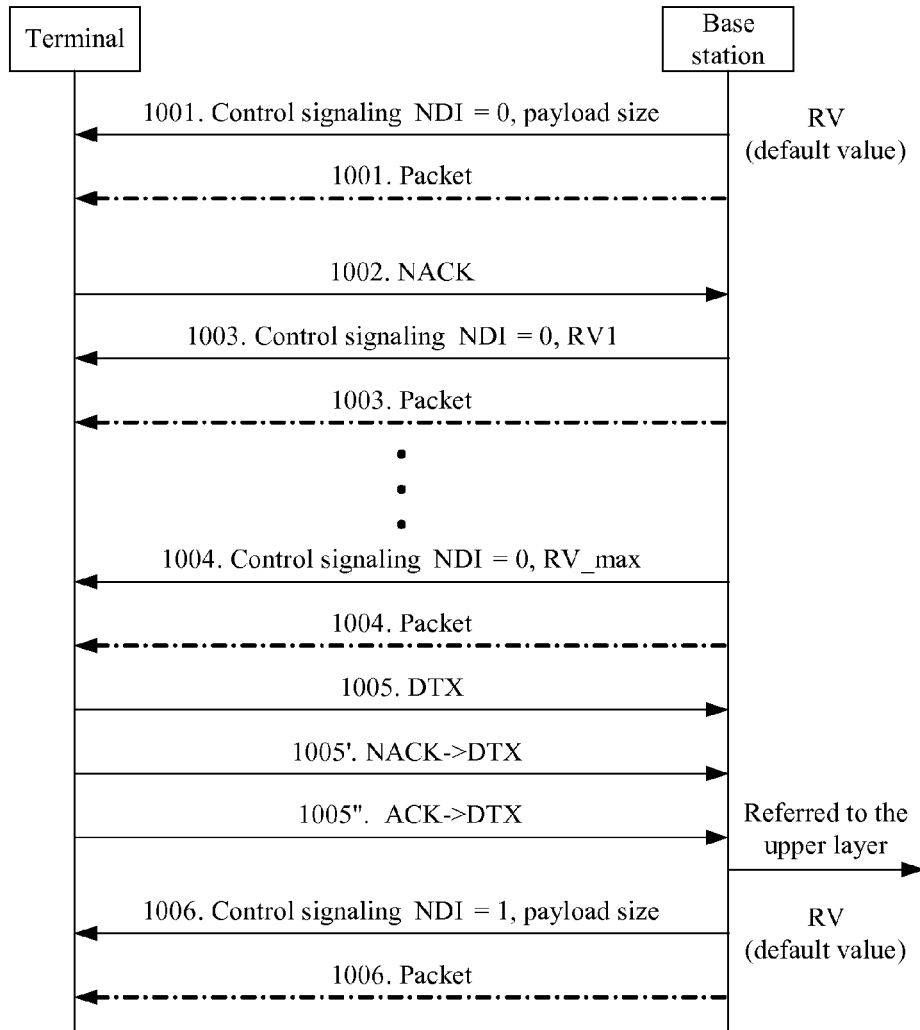 Terminal
Base
station
1001. Control signaling NDI = 0, payload size
RV
(default value)
1001. Packet
1002. NACK
1003. Control signaling NDI = 0, RV1
1003. Packet
1004. Control signaling NDI = 0, RV_max
1004. Packet
1005. DTX
1005'. NACK->DTX
1005". ACK->DTX
Referred to the
upper layer
1006. Control signaling NDI = 1, payload size
RV
(default value)
1006. Packet